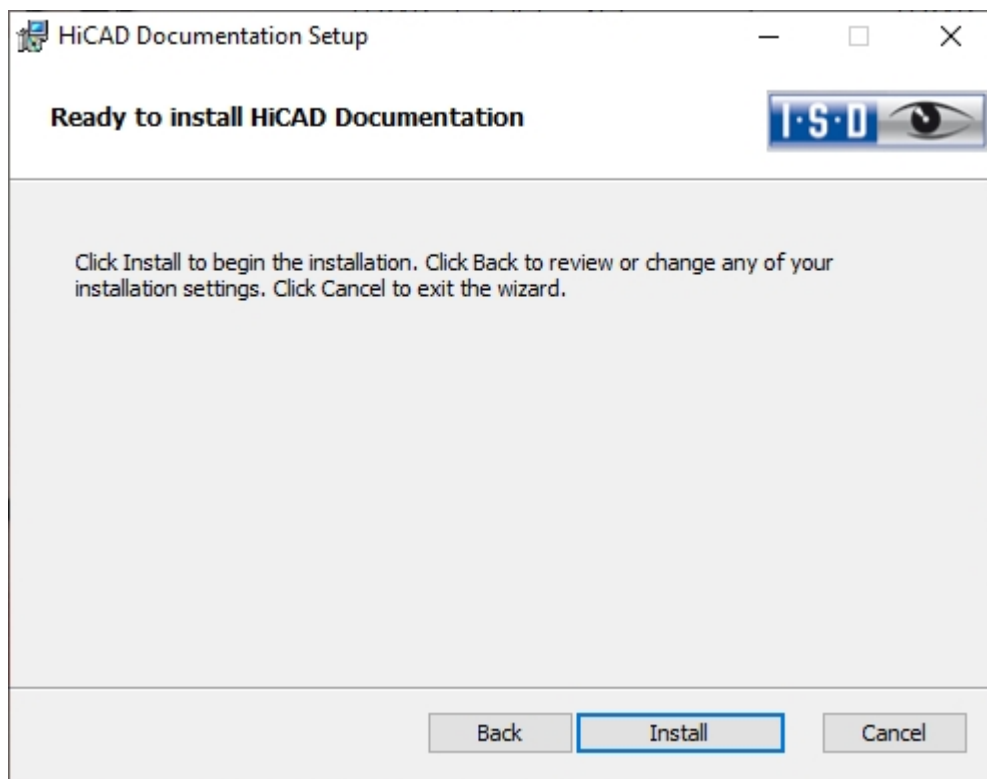 HiCAD Documentation Setup
Ready to install HiCAD Documentation
I·S·D
Click Install to begin the installation. Click Back to review or change any of your
installation settings. Click Cancel to exit the wizard.
Back
Install
Cancel